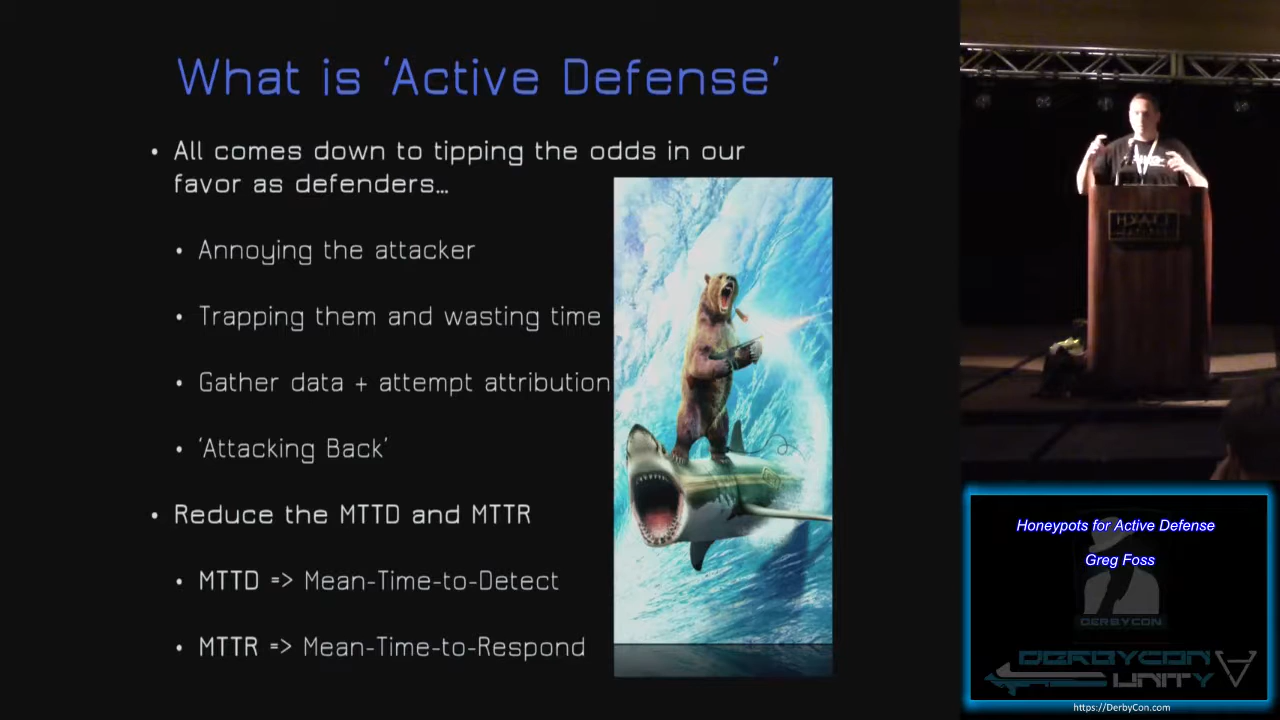 What is ‘Active Defense’
• All comes down to tipping the odds in our
favor as defenders…
• Annoying the attacker
• Trapping them and wasting time
• Gather data + attempt attribution
• ‘Attacking Back’
• Reduce the MTTD and MTTR
• MTTD => Mean-Time-to-Detect
• MTTR => Mean-Time-to-Respond
HYATT
Honeypots for Active Defense
Greg Foss
DERBYCON
DERBYCON
UNITY
https://DerbyCon.com